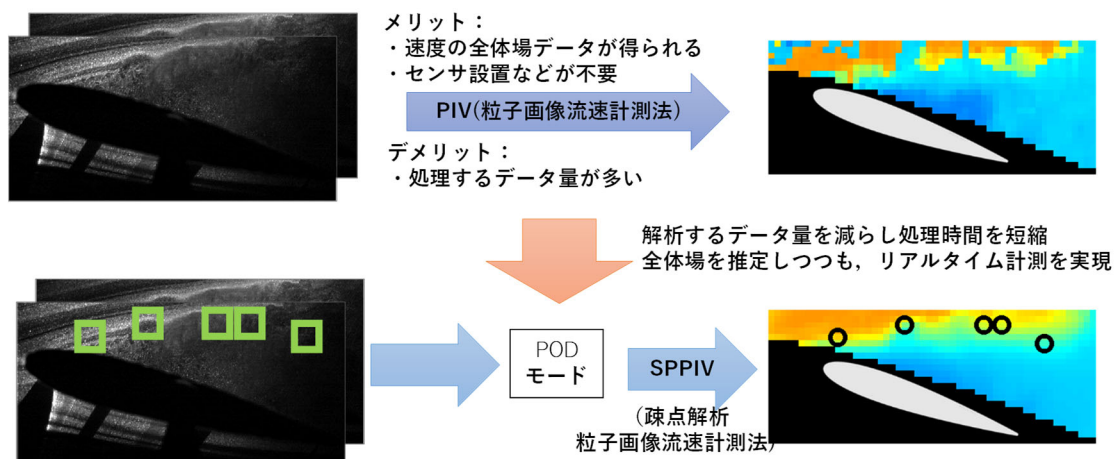 メリット：
・速度の全体場データが得られる
・センサ設置などが不要
PIV(粒子画像流速計測法)
デメリット：
・処理するデータ量が多い
解析するデータ量を減らし処理時間を短縮
全体場を推定しつつも，リアルタイム計測を実現
POD
モード
SPPIV
（疎点解析
粒子画像流速計測法）